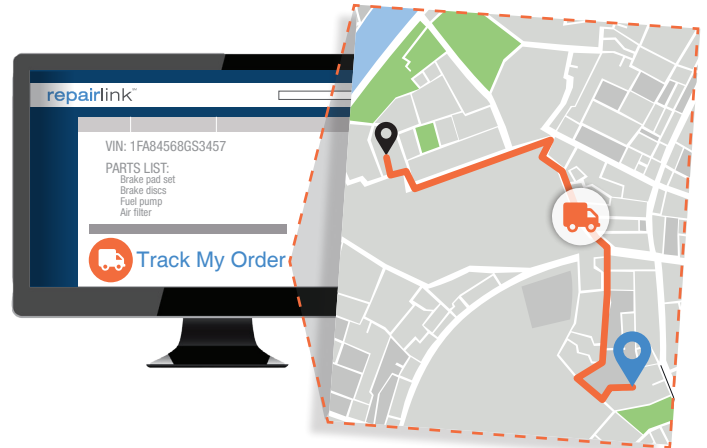 repairlink™
VIN: 1FA84568GS3457
PARTS LIST:
Brake pad set
Brake discs
Fuel pump
Air filter
Track My Order